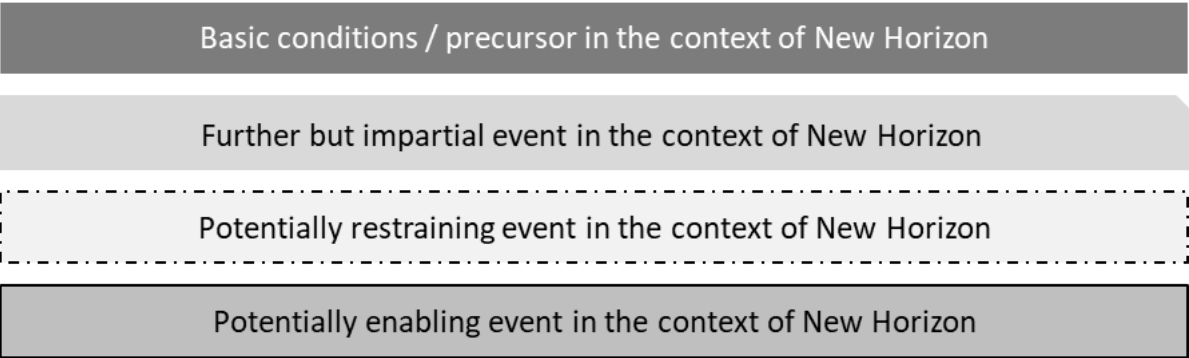 Basic conditions / precursor in the context of New Horizon
Further but impartial event in the context of New Horizon
Potentially restraining event in the context of New Horizon
Potentially enabling event in the context of New Horizon